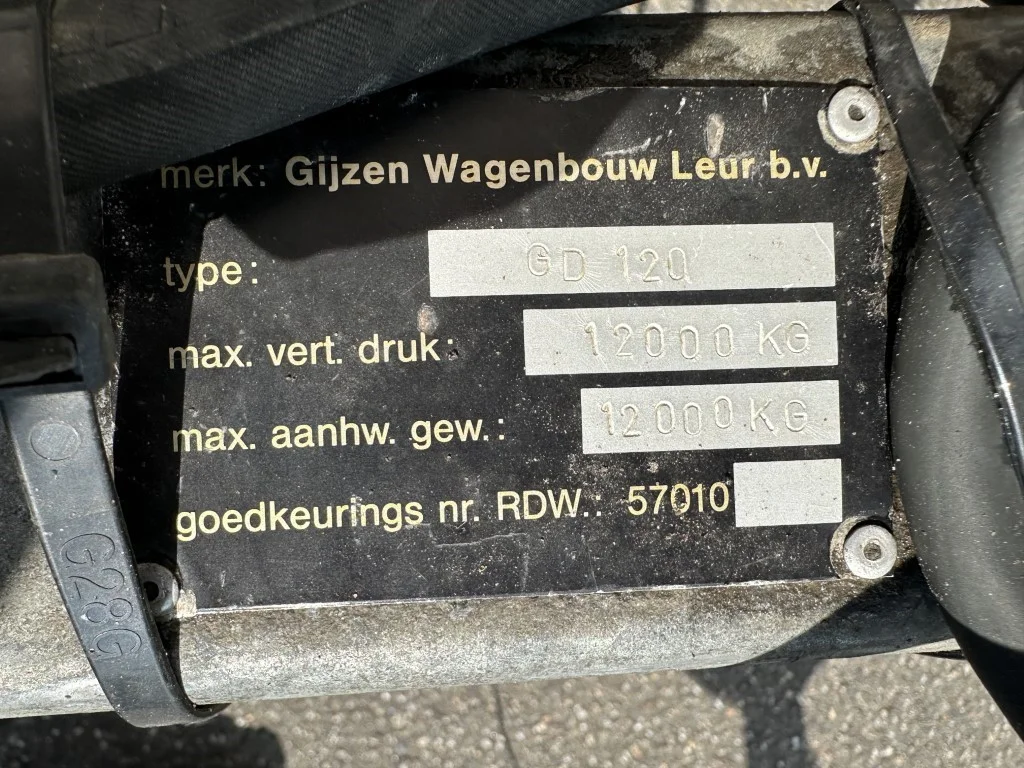 merk: Gijzen Wagenbouw Leur b.v.
type: GD 120
max. vert. druk: 12000 KG
max. aanhw. gew.: 12000 KG
goedkeurings nr. RDW.: 57010
G28G